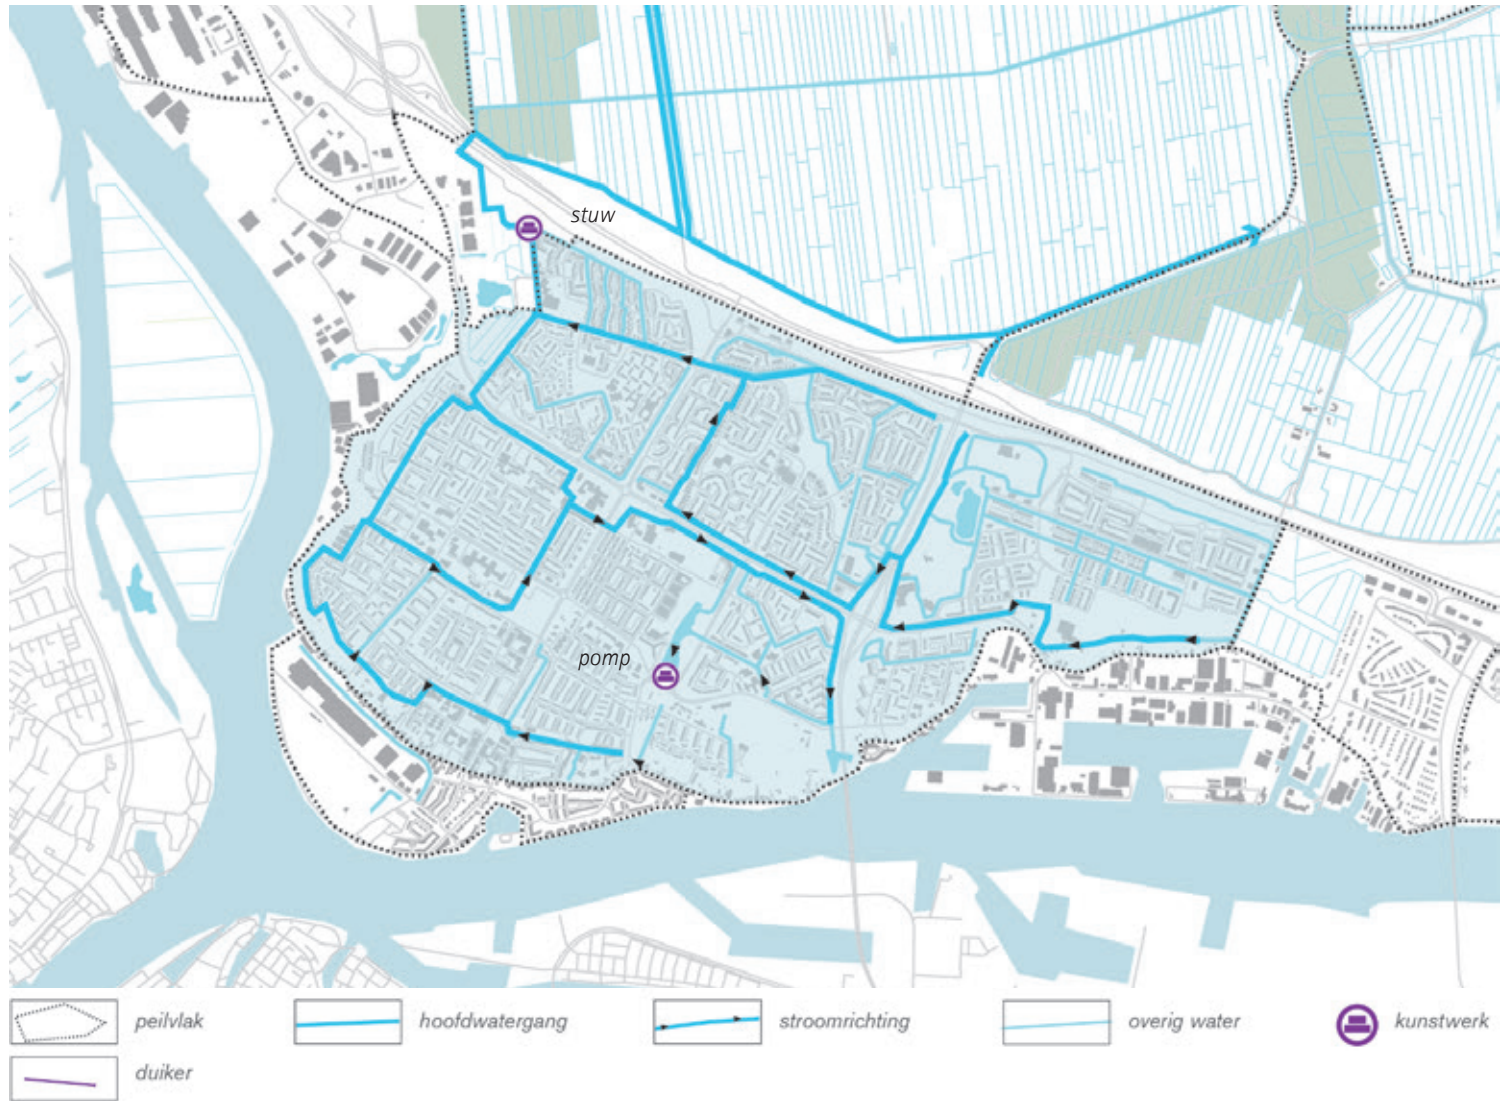 stuw
pomp
peilvlak
hoofdwatergang
stroomrichting
overig water
kunstwerk
duiker